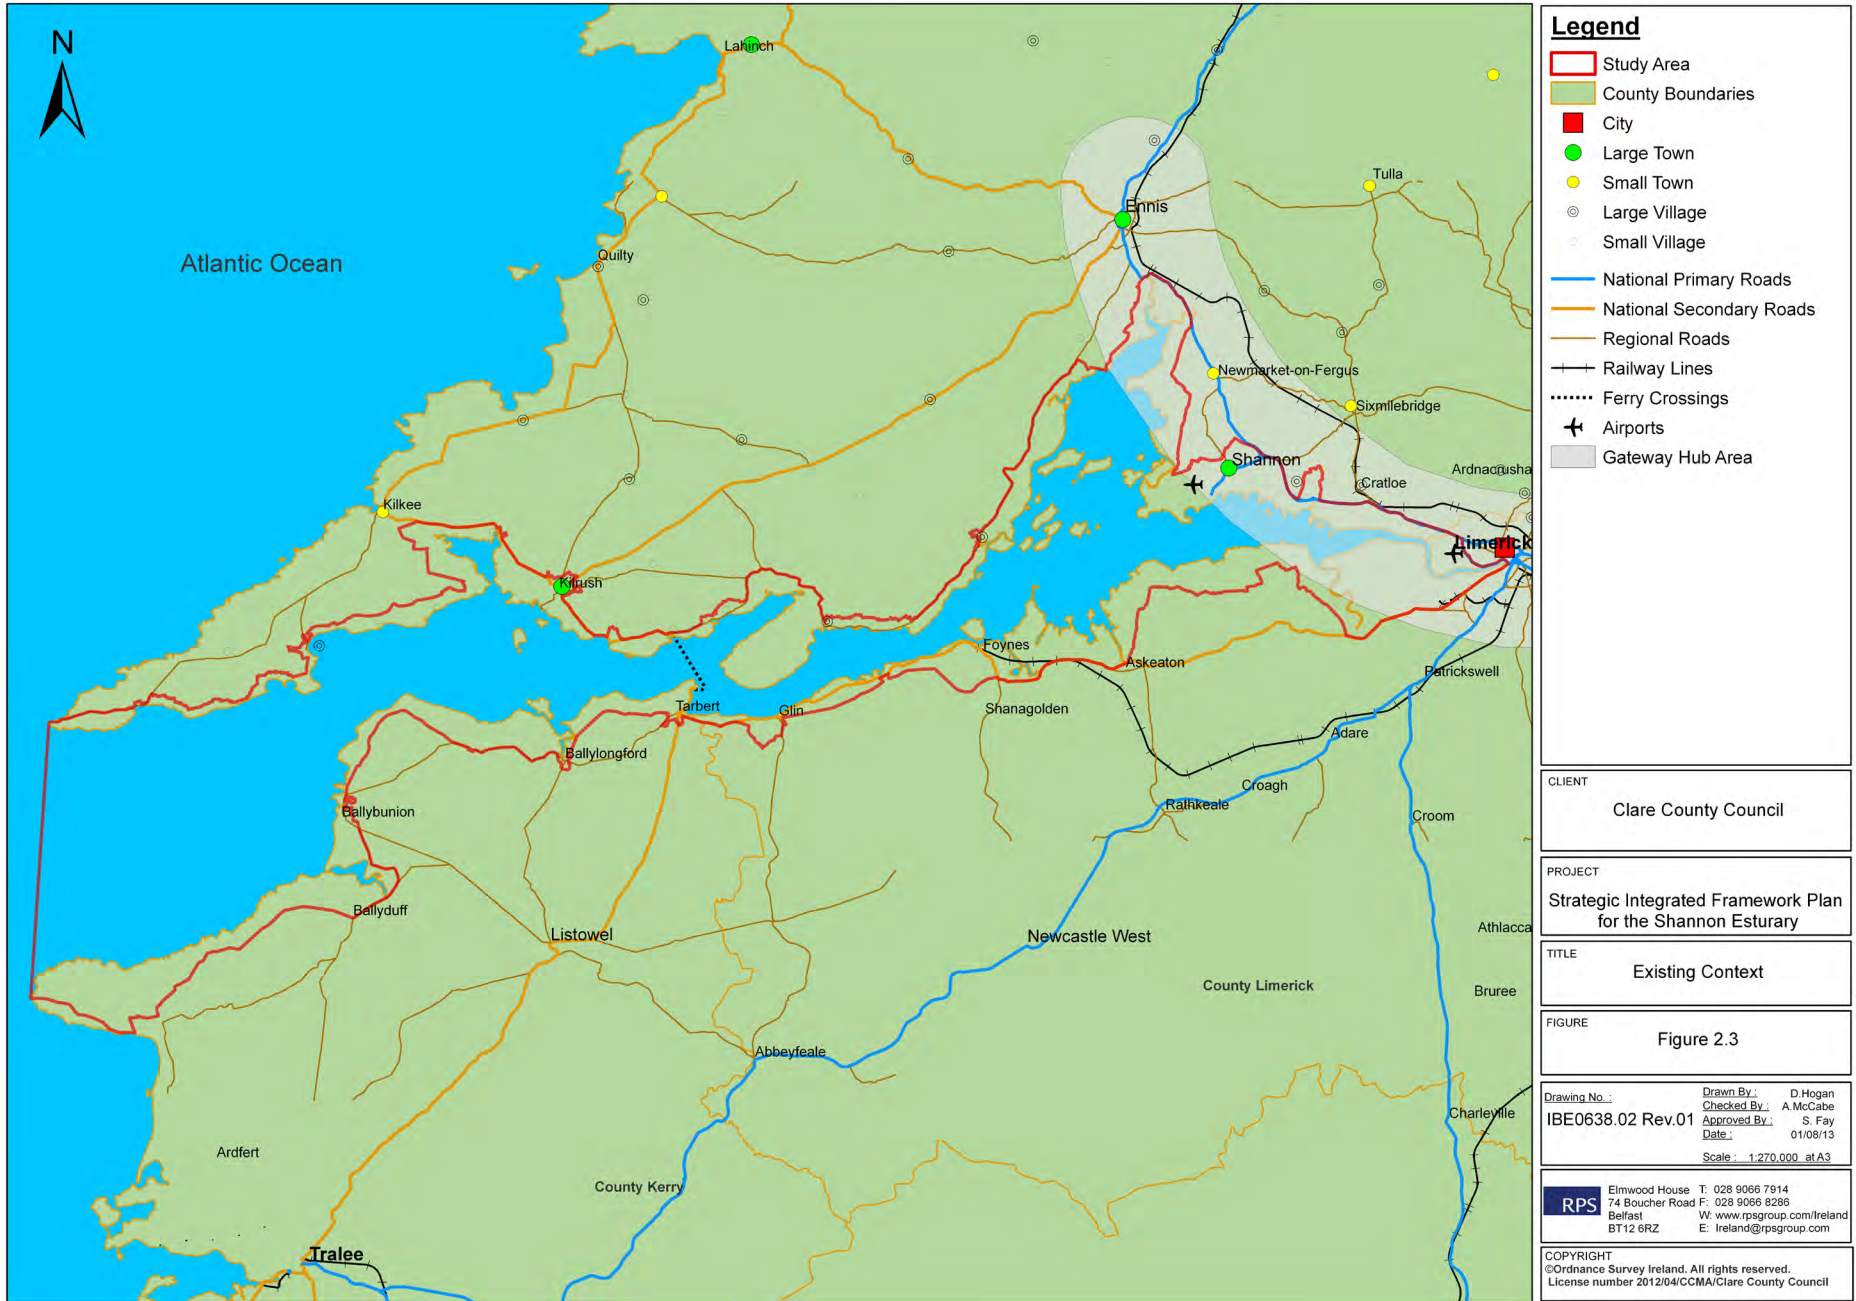 N
Atlantic Ocean
Lahinch
Tulla
Ennis
Quilty
Newmarket-on-Fergus
Sixmilebridge
Shannon
Ardnacrusha
Cratloe
Kilkee
Limerick
Kilrush
Foynes
Askeaton
Patrickswell
Tarbert
Glin
Shanagolden
Adare
Ballylongford
Croagh
Rathkeale
Croom
Ballybunion
Ballyduff
Listowel
Newcastle West
Athlacca
County Limerick
Bruree
Abbeyfeale
Charleville
Ardfert
County Kerry
Tralee
Legend
Study Area
County Boundaries
City
Large Town
Small Town
Large Village
Small Village
National Primary Roads
National Secondary Roads
Regional Roads
Railway Lines
Ferry Crossings
Airports
Gateway Hub Area
CLIENT
Clare County Council
PROJECT
Strategic Integrated Framework Plan
for the Shannon Esturary
TITLE
Existing Context
FIGURE
Figure 2.3
Drawing No. :
IBE0638.02 Rev.01
Drawn By : D.Hogan
Checked By : A.McCabe
Approved By : S. Fay
Date : 01/08/13
Scale : 1:270,000 at A3
RPS
Elmwood House T: 028 9066 7914
74 Boucher Road F: 028 9066 8286
Belfast W: www.rpsgroup.com/Ireland
BT12 6RZ E: Ireland@rpsgroup.com
COPYRIGHT
©Ordnance Survey Ireland. All rights reserved.
License number 2012/04/CCMA/Clare County Council